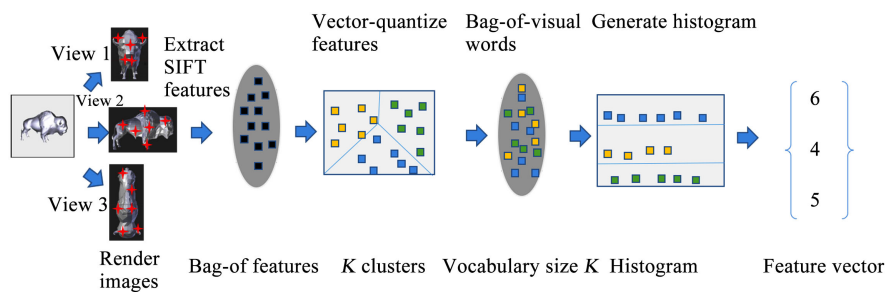 Vector-quantize
features
Bag-of-visual
words
Generate histogram
View 1
Extract
SIFT
features
View 2
View 3
6
4
5
Render
images
Bag-of features
K clusters
Vocabulary size K
Histogram
Feature vector